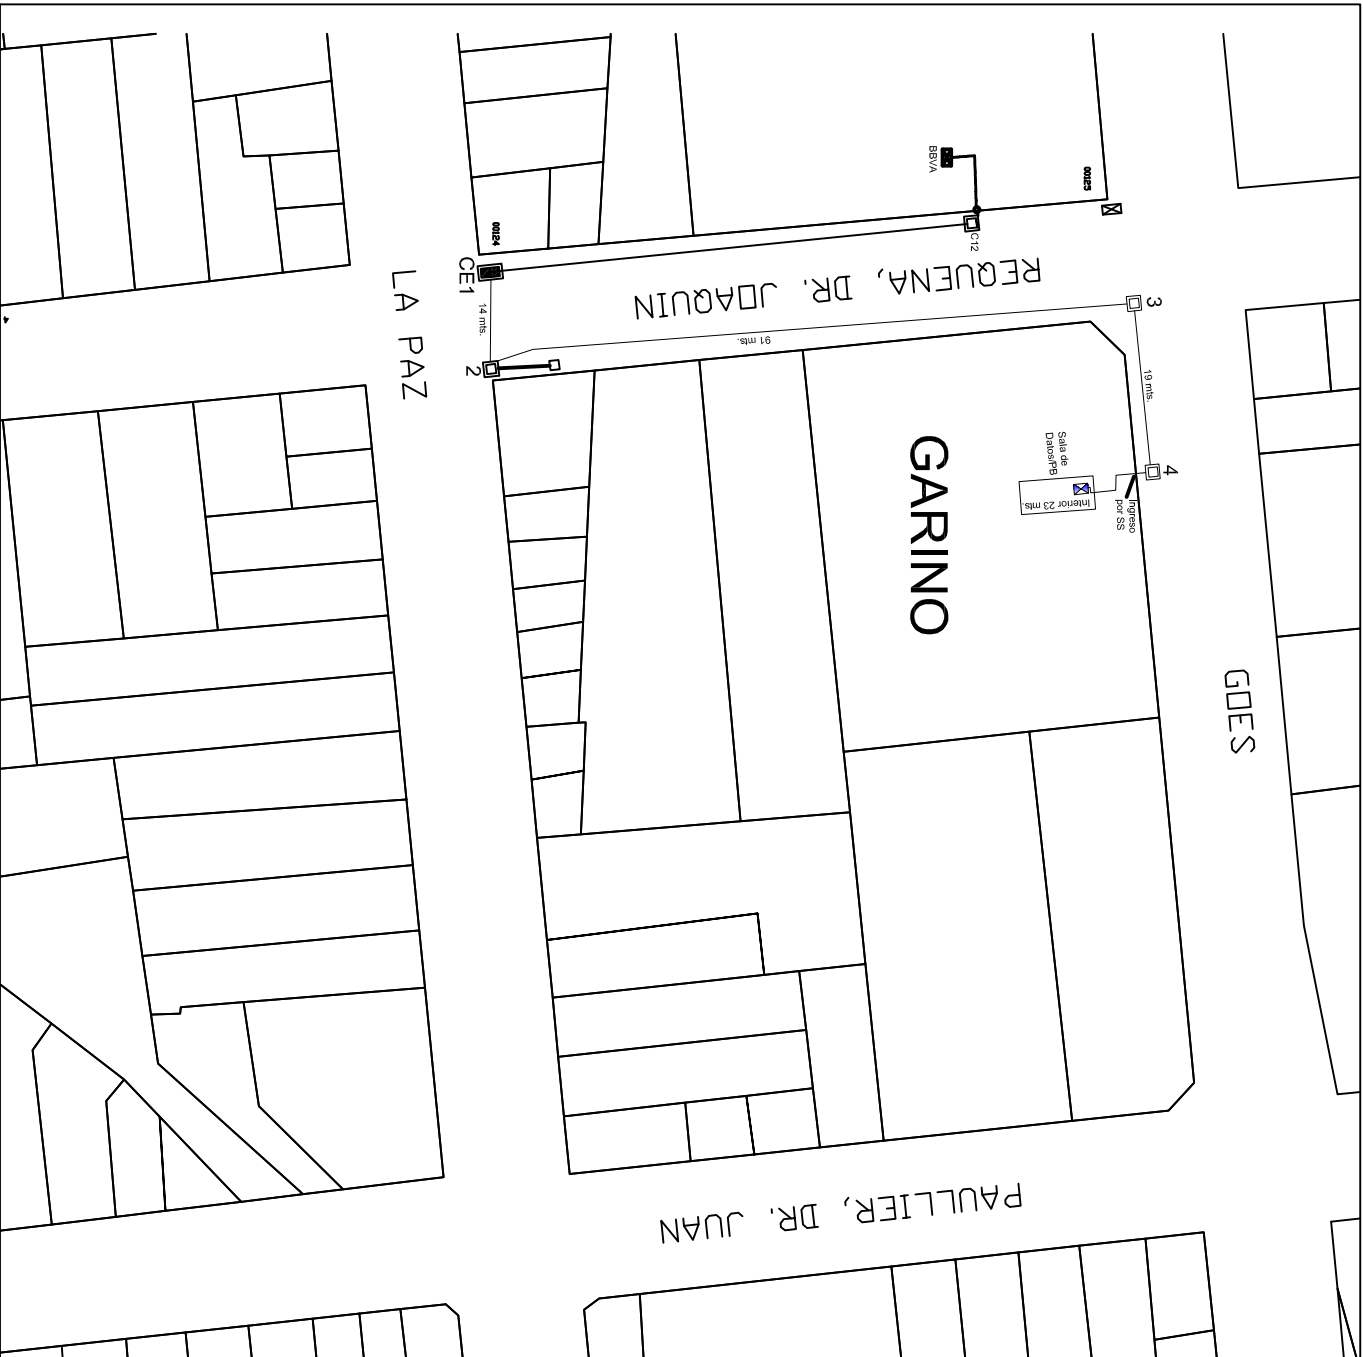 BBVA
00125
00124
C12
CE1
REQUENA, DR. JOAQUIN
LA PAZ
14 mts.
2
91 mts.
3
19 mts.
4
Sala de
Datos/PB
Interior 23 mts.
Ingreso
por SS
GARINO
GOES
PAULLIER, DR. JUAN